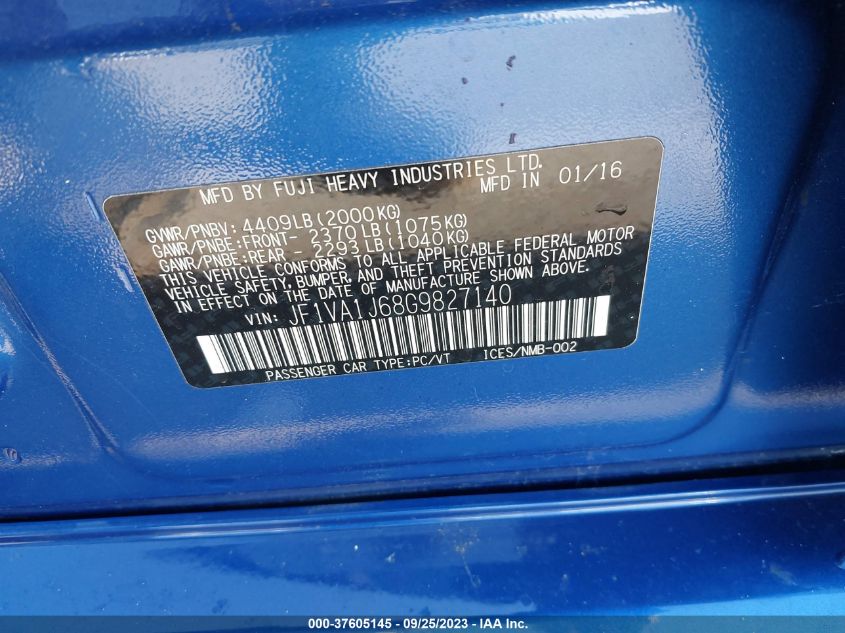 MFD BY FUJI HEAVY INDUSTRIES LTD.
MFD IN 01/16
GVWR/PNBV: 4409LB(2000KG)
GAWR/PNBE:FRONT- 2370LB(1075KG)
GAWR/PNBE:REAR - 2293LB(1040KG)
THIS VEHICLE CONFORMS TO ALL APPLICABLE FEDERAL MOTOR
VEHICLE SAFETY, BUMPER, AND THEFT PREVENTION STANDARDS
IN EFFECT ON THE DATE OF MANUFACTURE SHOWN ABOVE.
VIN: JF1VA1J68G9827140
PASSENGER CAR TYPE:PC/VT ICES/NMB-002
000-37605145 - 09/25/2023 - IAA Inc.